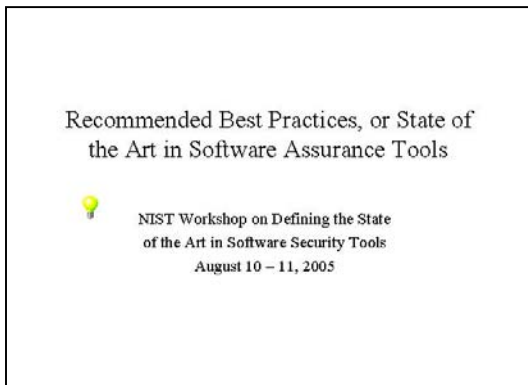 Recommended Best Practices, or State of
the Art in Software Assurance Tools
NIST Workshop on Defining the State
of the Art in Software Security Tools
August 10 – 11, 2005